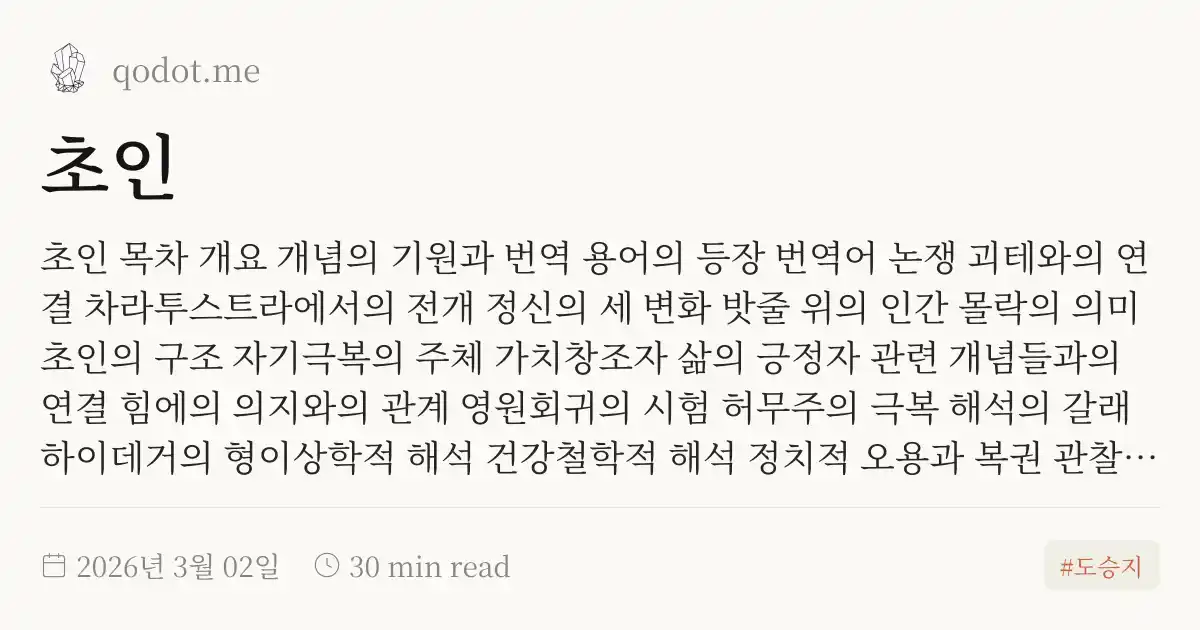 qodot.me
초인
초인 목차 개요 개념의 기원과 번역 용어의 등장 번역어 논쟁 괴테와의 연
결 차라투스트라에서의 전개 정신의 세 변화 밧줄 위의 인간 몰락의 의미
초인의 구조 자기극복의 주체 가치창조자 삶의 긍정자 관련 개념들과의
연결 힘에의 의지와의 관계 영원회귀의 시험 허무주의 극복 해석의 갈래
하이데거의 형이상학적 해석 건강철학적 해석 정치적 오용과 복권 관찰…
2026년 3월 02일 30 min read #도승지